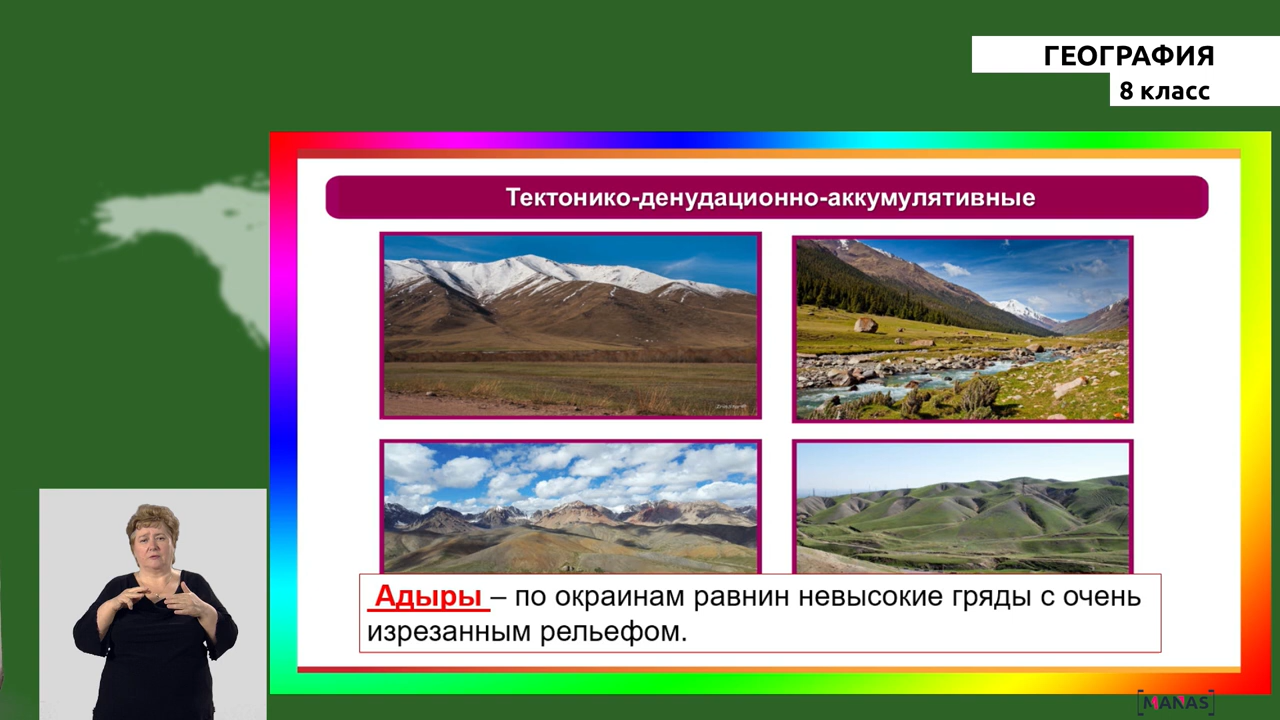 ГЕОГРАФИЯ
8 класс
Тектонико-денудационно-аккумулятивные
Адыры – по окраинам равнин невысокие гряды с очень
изрезанным рельефом.
[MANAS]